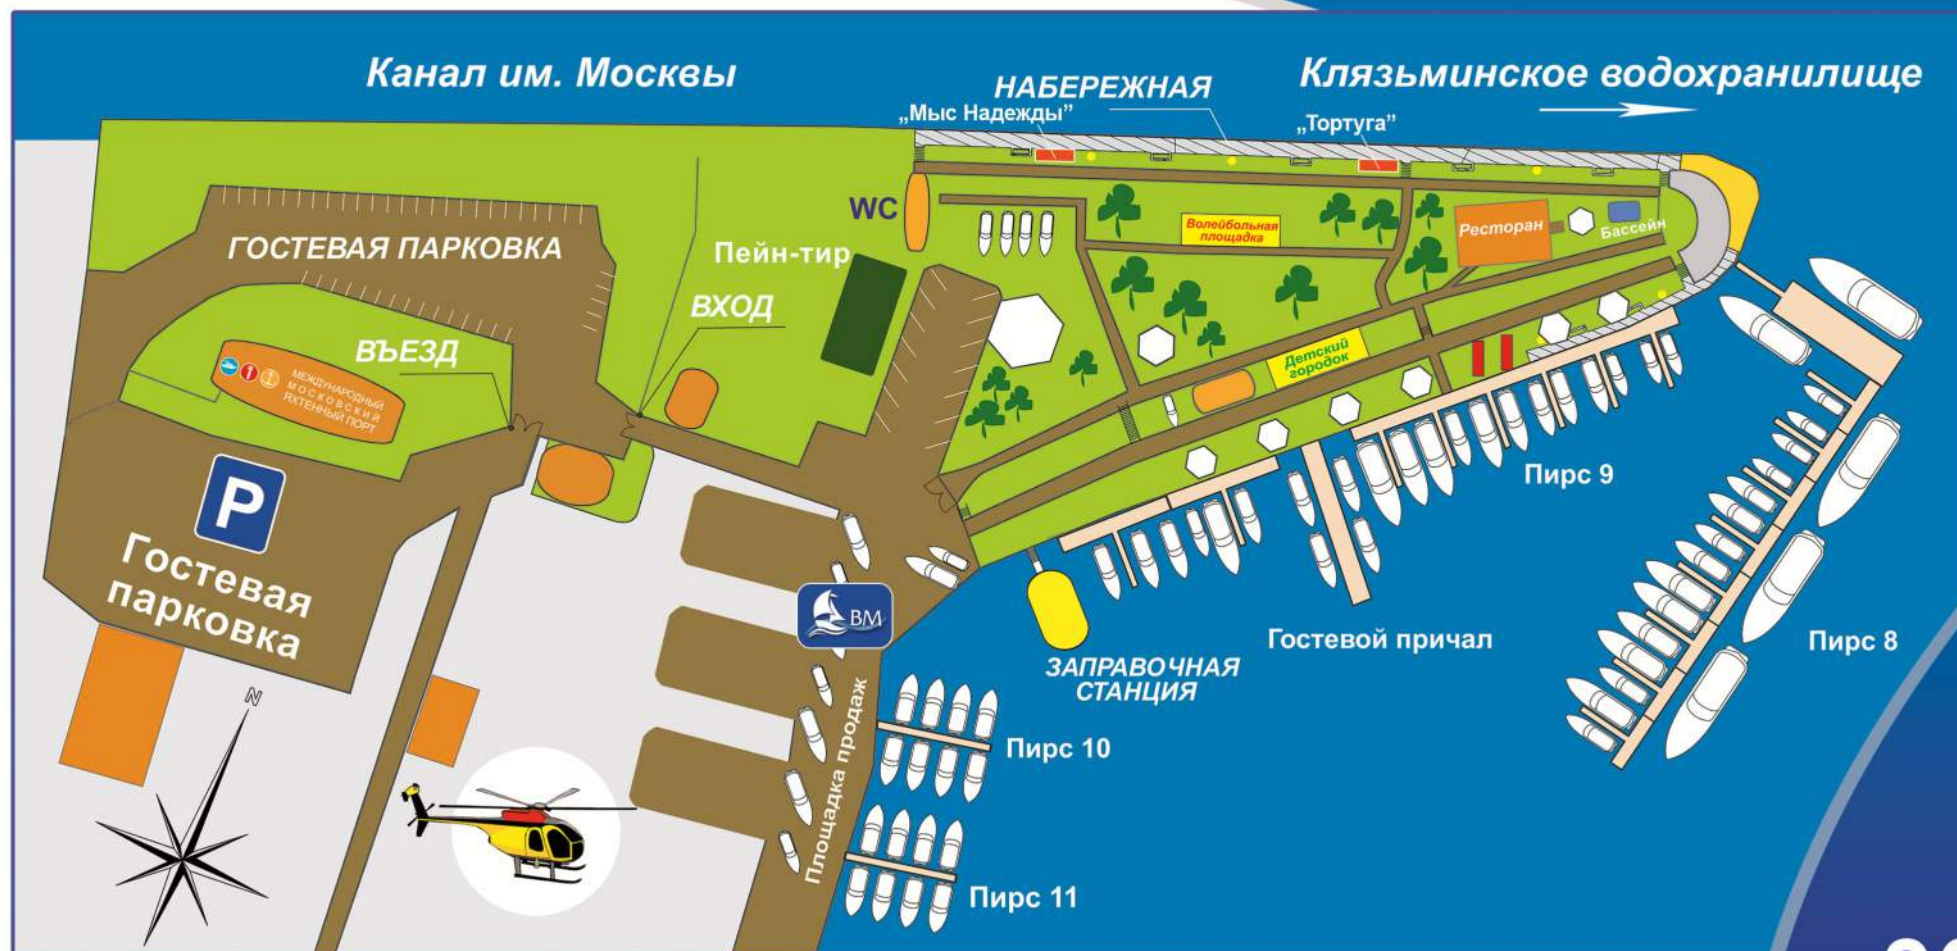 Канал им. Москвы
НАБЕРЕЖНАЯ
Клязьминское водохранилище
„Мыс Надежды”
„Тортуга”
WC
ГОСТЕВАЯ ПАРКОВКА
Пейн-тир
ВХОД
ВЪЕЗД
Волейбольная
площадка
Ресторан
Бассейн
Детский
городок
МЕЖДУНАРОДНЫЙ
МОСКОВСКИЙ
ЯХТЕННЫЙ ПОРТ
P
Гостевая
парковка
Пирс 9
ВМ
ЗАПРАВОЧНАЯ
СТАНЦИЯ
Гостевой причал
Пирс 8
N
Площадка продаж
Пирс 10
Пирс 11